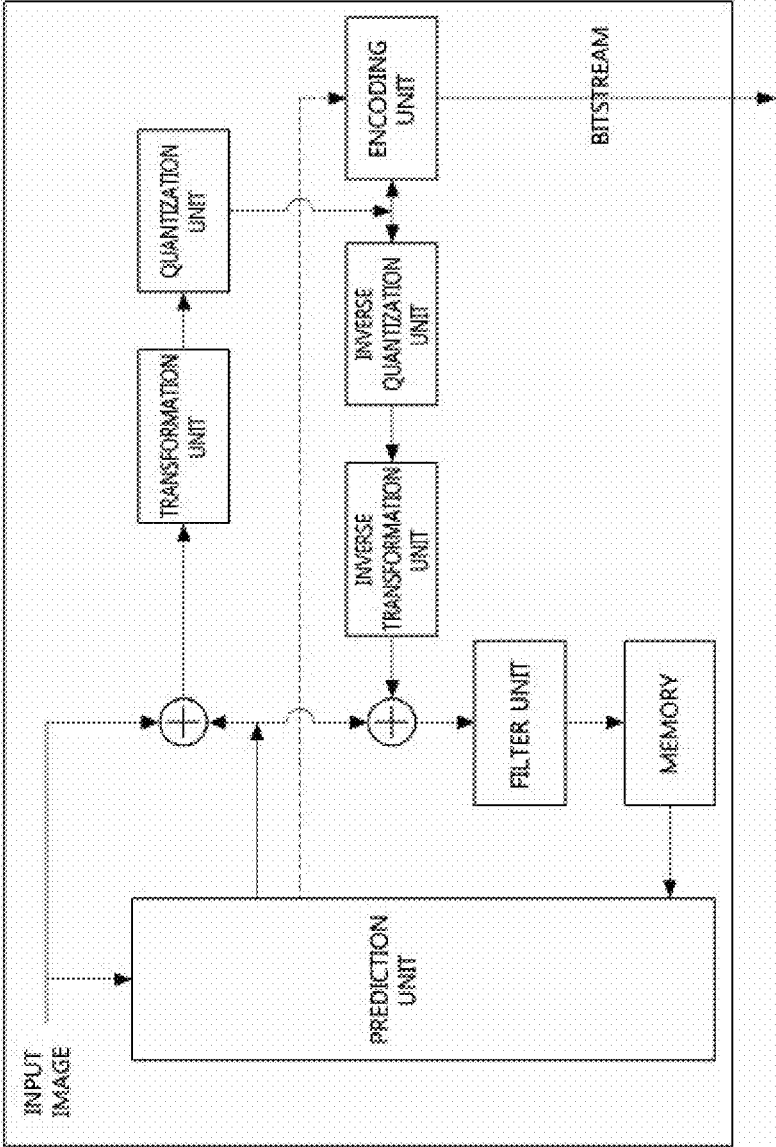 INPUT
IMAGE
TRANSFORMATION
UNIT
QUANTIZATION
UNIT
PREDICTION
UNIT
INVERSE
TRANSFORMATION
UNIT
INVERSE
QUANTIZATION
UNIT
ENCODING
UNIT
FILTER UNIT
MEMORY
BITSTREAM